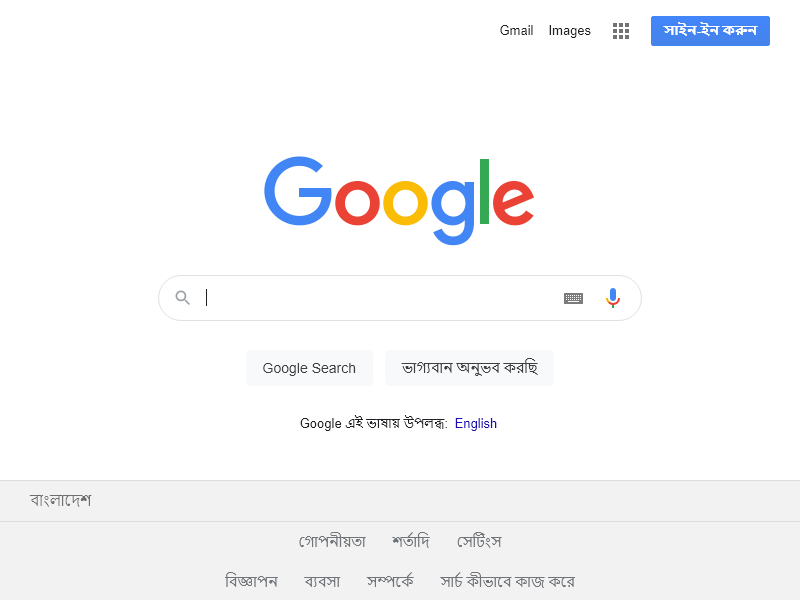 Gmail Images সাইন-ইন করুন
Google
Google Search ভাগ্যবান অনুভব করছি
Google এই ভাষায় উপলব্ধ: English
বাংলাদেশ
গোপনীয়তা শর্তাদি সেটিংস
বিজ্ঞাপন ব্যবসা সম্পর্কে সার্চ কীভাবে কাজ করে